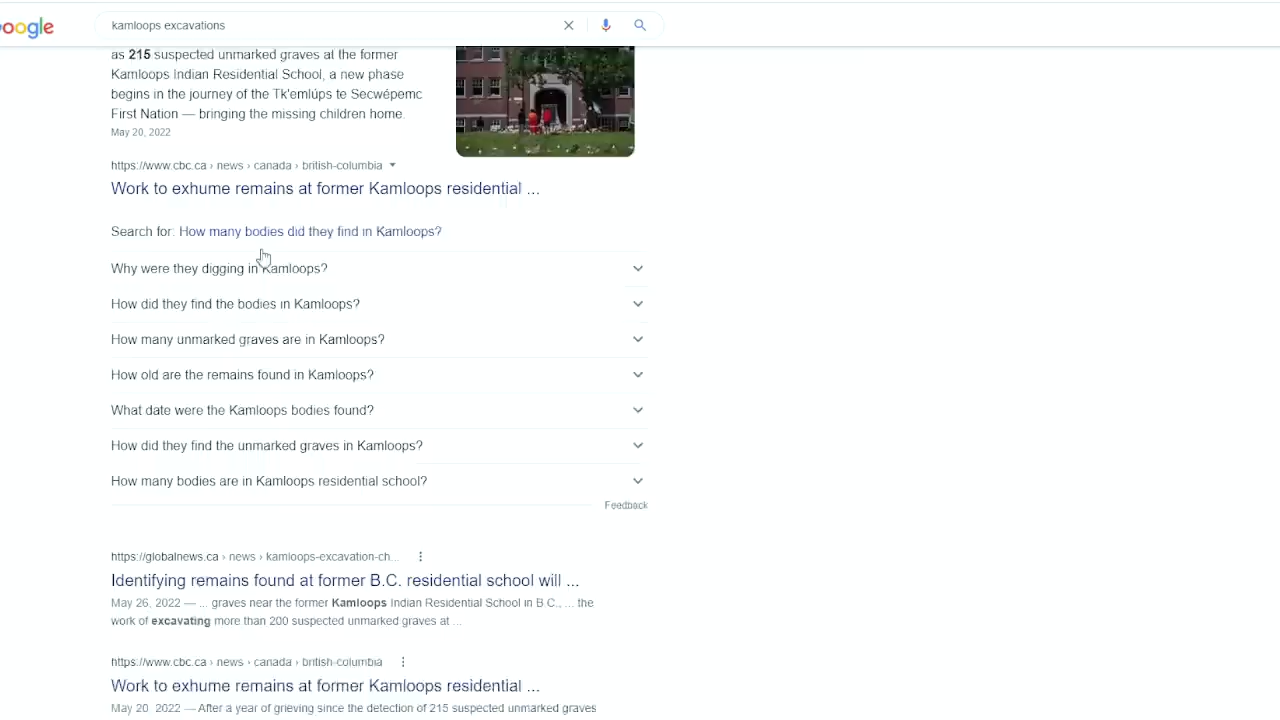 oogle
kamloops excavations
as 215 suspected unmarked graves at the former
Kamloops Indian Residential School, a new phase
begins in the journey of the Tk'emlúps te Secwépemc
First Nation — bringing the missing children home.
May 20, 2022
https://www.cbc.ca › news › canada › british-columbia
Work to exhume remains at former Kamloops residential ...
Search for: How many bodies did they find in Kamloops?
Why were they digging in Kamloops?
How did they find the bodies in Kamloops?
How many unmarked graves are in Kamloops?
How old are the remains found in Kamloops?
What date were the Kamloops bodies found?
How did they find the unmarked graves in Kamloops?
How many bodies are in Kamloops residential school?
Feedback
https://globalnews.ca › news › kamloops-excavation-ch...
Identifying remains found at former B.C. residential school will ...
May 26, 2022 — ... graves near the former Kamloops Indian Residential School in B.C., ... the
work of excavating more than 200 suspected unmarked graves at ...
https://www.cbc.ca › news › canada › british-columbia
Work to exhume remains at former Kamloops residential ...
May 20, 2022 — After a year of grieving since the detection of 215 suspected unmarked graves